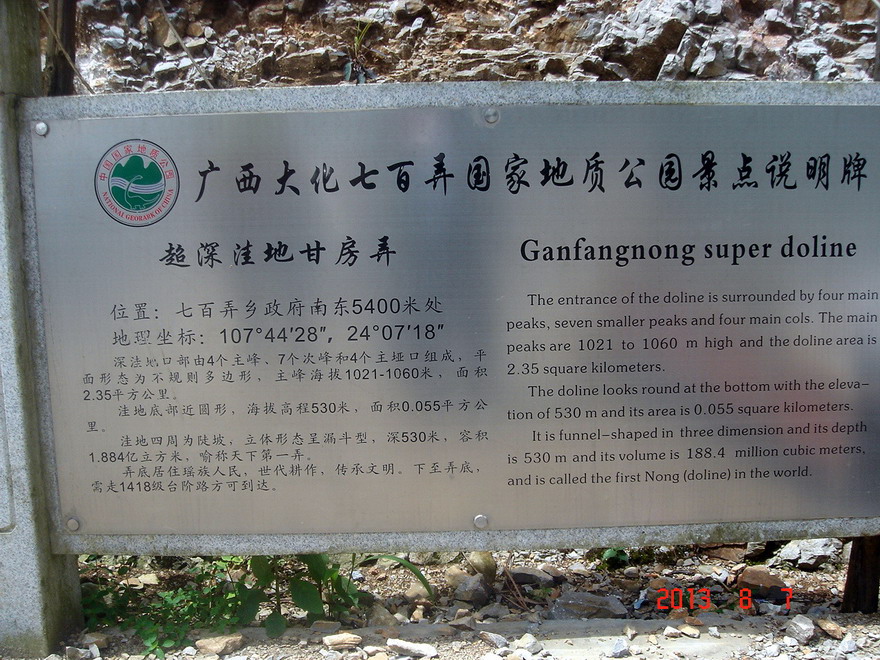 中国国家地质公园
NATIONAL GEOPARK OF CHINA
广西大化七百弄国家地质公园景点说明牌
超深洼地甘房弄
位置：七百弄乡政府南东5400米处
地理坐标：107°44′28″，24°07′18″
深洼地口部由4个主峰、7个次峰和4个主垭口组成，平
面形态为不规则多边形，主峰海拔1021-1060米，面积
2.35平方公里。
洼地底部近圆形，海拔高程530米，面积0.055平方公
里。
洼地四周为陡坡，立体形态呈漏斗型，深530米，容积
1.884亿立方米，喻称天下第一弄。
弄底居住瑶族人民，世代耕作，传承文明。下至弄底，
需走1418级台阶路方可到达。
Ganfangnong super doline
The entrance of the doline is surrounded by four main
peaks, seven smaller peaks and four main cols. The main
peaks are 1021 to 1060 m high and the doline area is
2.35 square kilometers.
The doline looks round at the bottom with the eleva-
tion of 530 m and its area is 0.055 square kilometers.
It is funnel-shaped in three dimension and its depth
is 530 m and its volume is 188.4 million cubic meters,
and is called the first Nong (doline) in the world.
2013 8 7